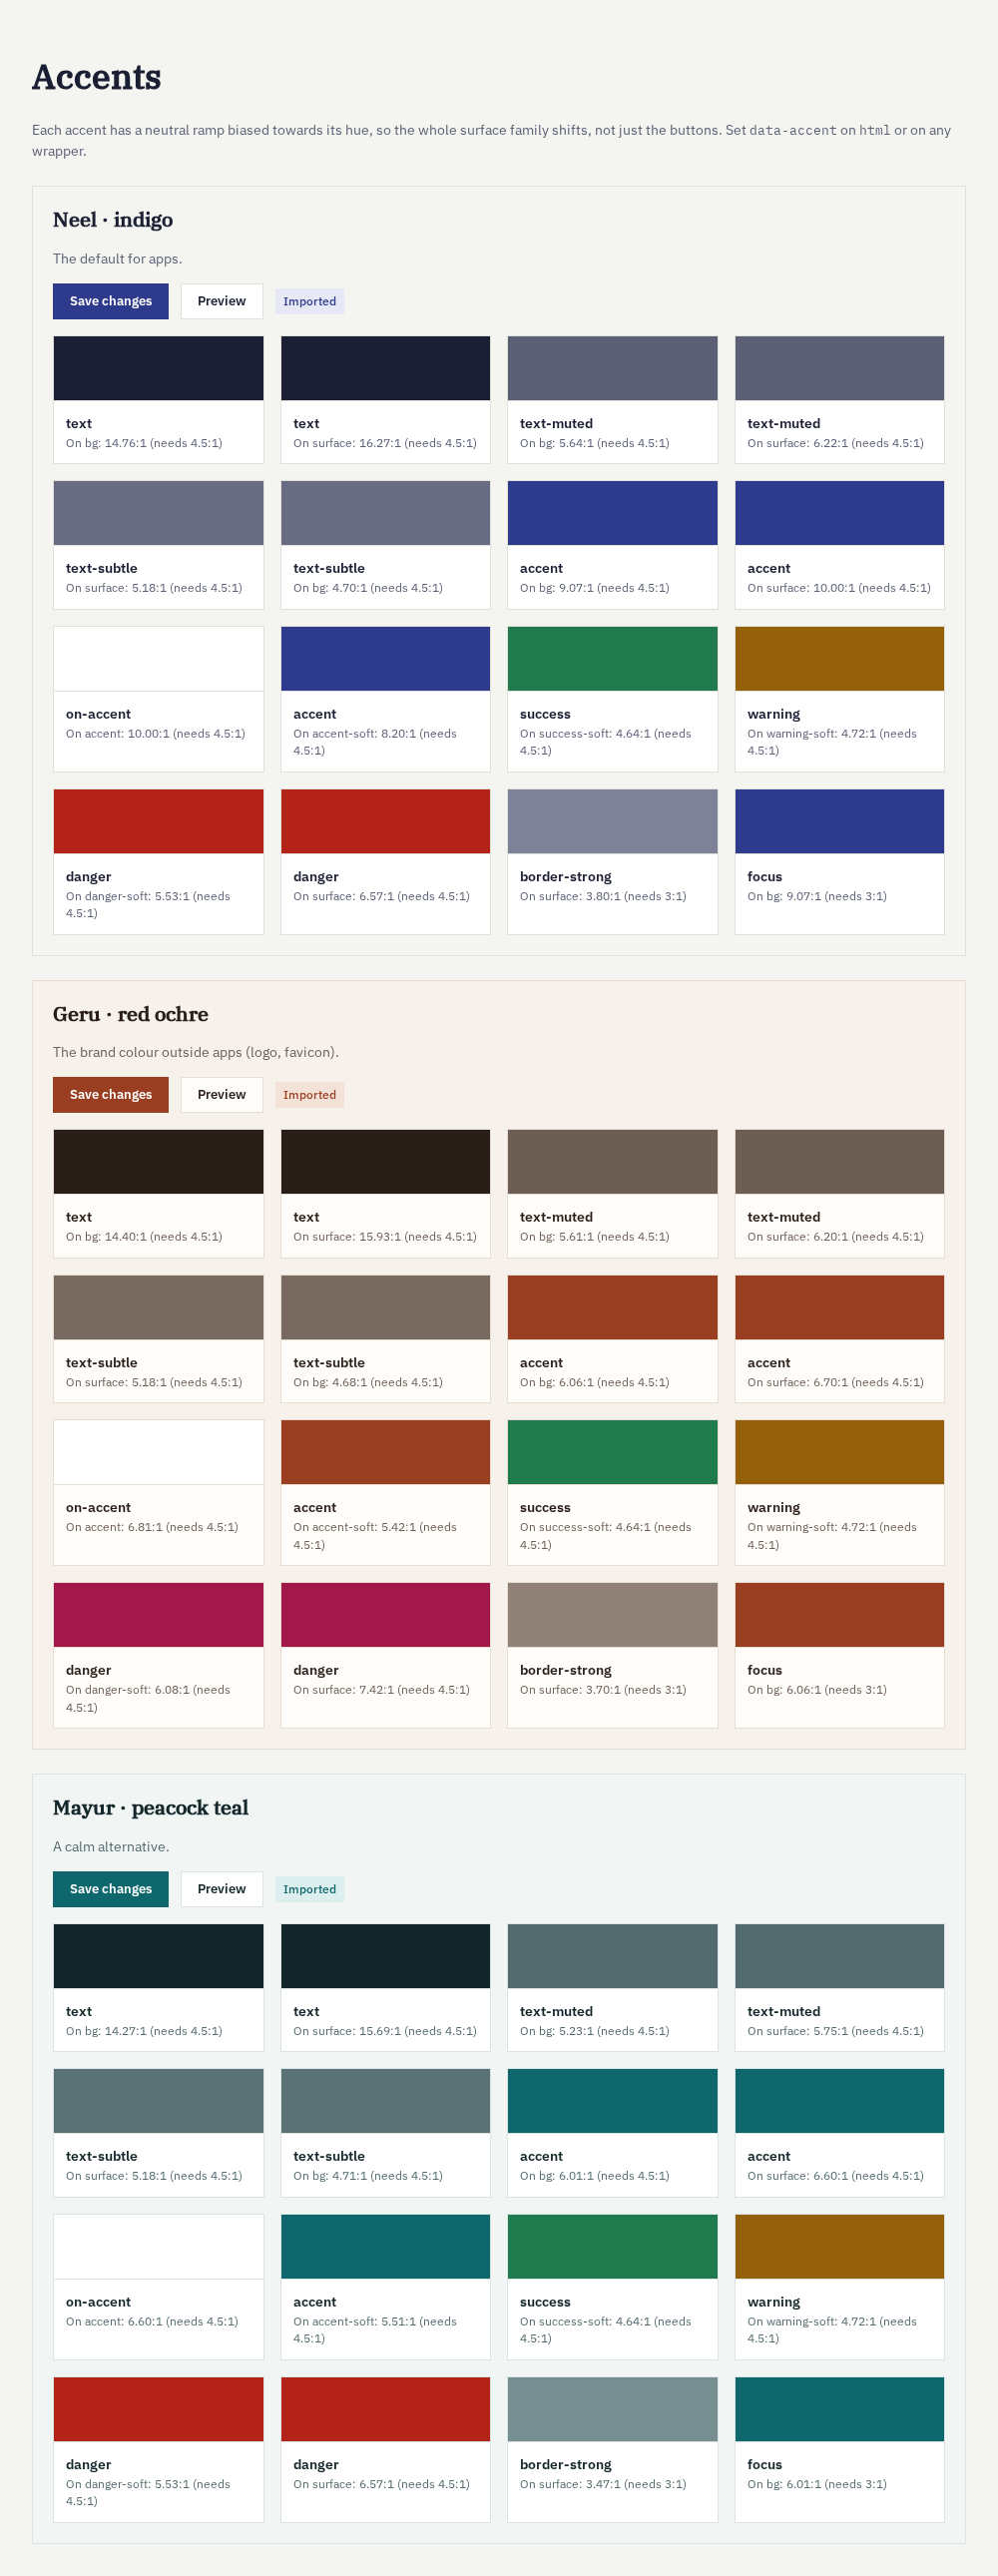 Accents
Each accent has a neutral ramp biased towards its hue, so the whole surface family shifts, not just the buttons. Set data-accent on html or on any
wrapper.
Neel · indigo
The default for apps.
Save changes Preview Imported
text text text-muted text-muted
On bg: 14.76:1 (needs 4.5:1) On surface: 16.27:1 (needs 4.5:1) On bg: 5.64:1 (needs 4.5:1) On surface: 6.22:1 (needs 4.5:1)
text-subtle text-subtle accent accent
On surface: 5.18:1 (needs 4.5:1) On bg: 4.70:1 (needs 4.5:1) On bg: 9.07:1 (needs 4.5:1) On surface: 10.00:1 (needs 4.5:1)
on-accent accent success warning
On accent: 10.00:1 (needs 4.5:1) On accent-soft: 8.20:1 (needs On success-soft: 4.64:1 (needs On warning-soft: 4.72:1 (needs
4.5:1) 4.5:1) 4.5:1)
danger danger border-strong focus
On danger-soft: 5.53:1 (needs On surface: 6.57:1 (needs 4.5:1) On surface: 3.80:1 (needs 3:1) On bg: 9.07:1 (needs 3:1)
4.5:1)
Geru · red ochre
The brand colour outside apps (logo, favicon).
Save changes Preview Imported
text text text-muted text-muted
On bg: 14.40:1 (needs 4.5:1) On surface: 15.93:1 (needs 4.5:1) On bg: 5.61:1 (needs 4.5:1) On surface: 6.20:1 (needs 4.5:1)
text-subtle text-subtle accent accent
On surface: 5.18:1 (needs 4.5:1) On bg: 4.68:1 (needs 4.5:1) On bg: 6.06:1 (needs 4.5:1) On surface: 6.70:1 (needs 4.5:1)
on-accent accent success warning
On accent: 6.81:1 (needs 4.5:1) On accent-soft: 5.42:1 (needs On success-soft: 4.64:1 (needs On warning-soft: 4.72:1 (needs
4.5:1) 4.5:1) 4.5:1)
danger danger border-strong focus
On danger-soft: 6.08:1 (needs On surface: 7.42:1 (needs 4.5:1) On surface: 3.70:1 (needs 3:1) On bg: 6.06:1 (needs 3:1)
4.5:1)
Mayur · peacock teal
A calm alternative.
Save changes Preview Imported
text text text-muted text-muted
On bg: 14.27:1 (needs 4.5:1) On surface: 15.69:1 (needs 4.5:1) On bg: 5.23:1 (needs 4.5:1) On surface: 5.75:1 (needs 4.5:1)
text-subtle text-subtle accent accent
On surface: 5.18:1 (needs 4.5:1) On bg: 4.71:1 (needs 4.5:1) On bg: 6.01:1 (needs 4.5:1) On surface: 6.60:1 (needs 4.5:1)
on-accent accent success warning
On accent: 6.60:1 (needs 4.5:1) On accent-soft: 5.51:1 (needs On success-soft: 4.64:1 (needs On warning-soft: 4.72:1 (needs
4.5:1) 4.5:1) 4.5:1)
danger danger border-strong focus
On danger-soft: 5.53:1 (needs On surface: 6.57:1 (needs 4.5:1) On surface: 3.47:1 (needs 3:1) On bg: 6.01:1 (needs 3:1)
4.5:1)